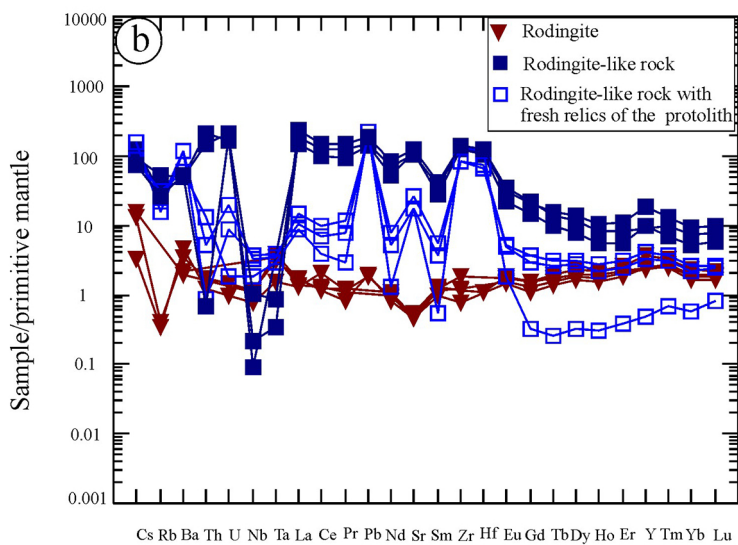 b
Rodingite
Rodingite-like rock
Rodingite-like rock with
fresh relics of the protolith
Sample/primitive mantle
10000
1000
100
10
1
0.1
0.01
0.001
Cs Rb Ba Th U Nb Ta La Ce Pr Pb Nd Sr Sm Zr Hf Eu Gd Tb Dy Ho Er Y Tm Yb Lu